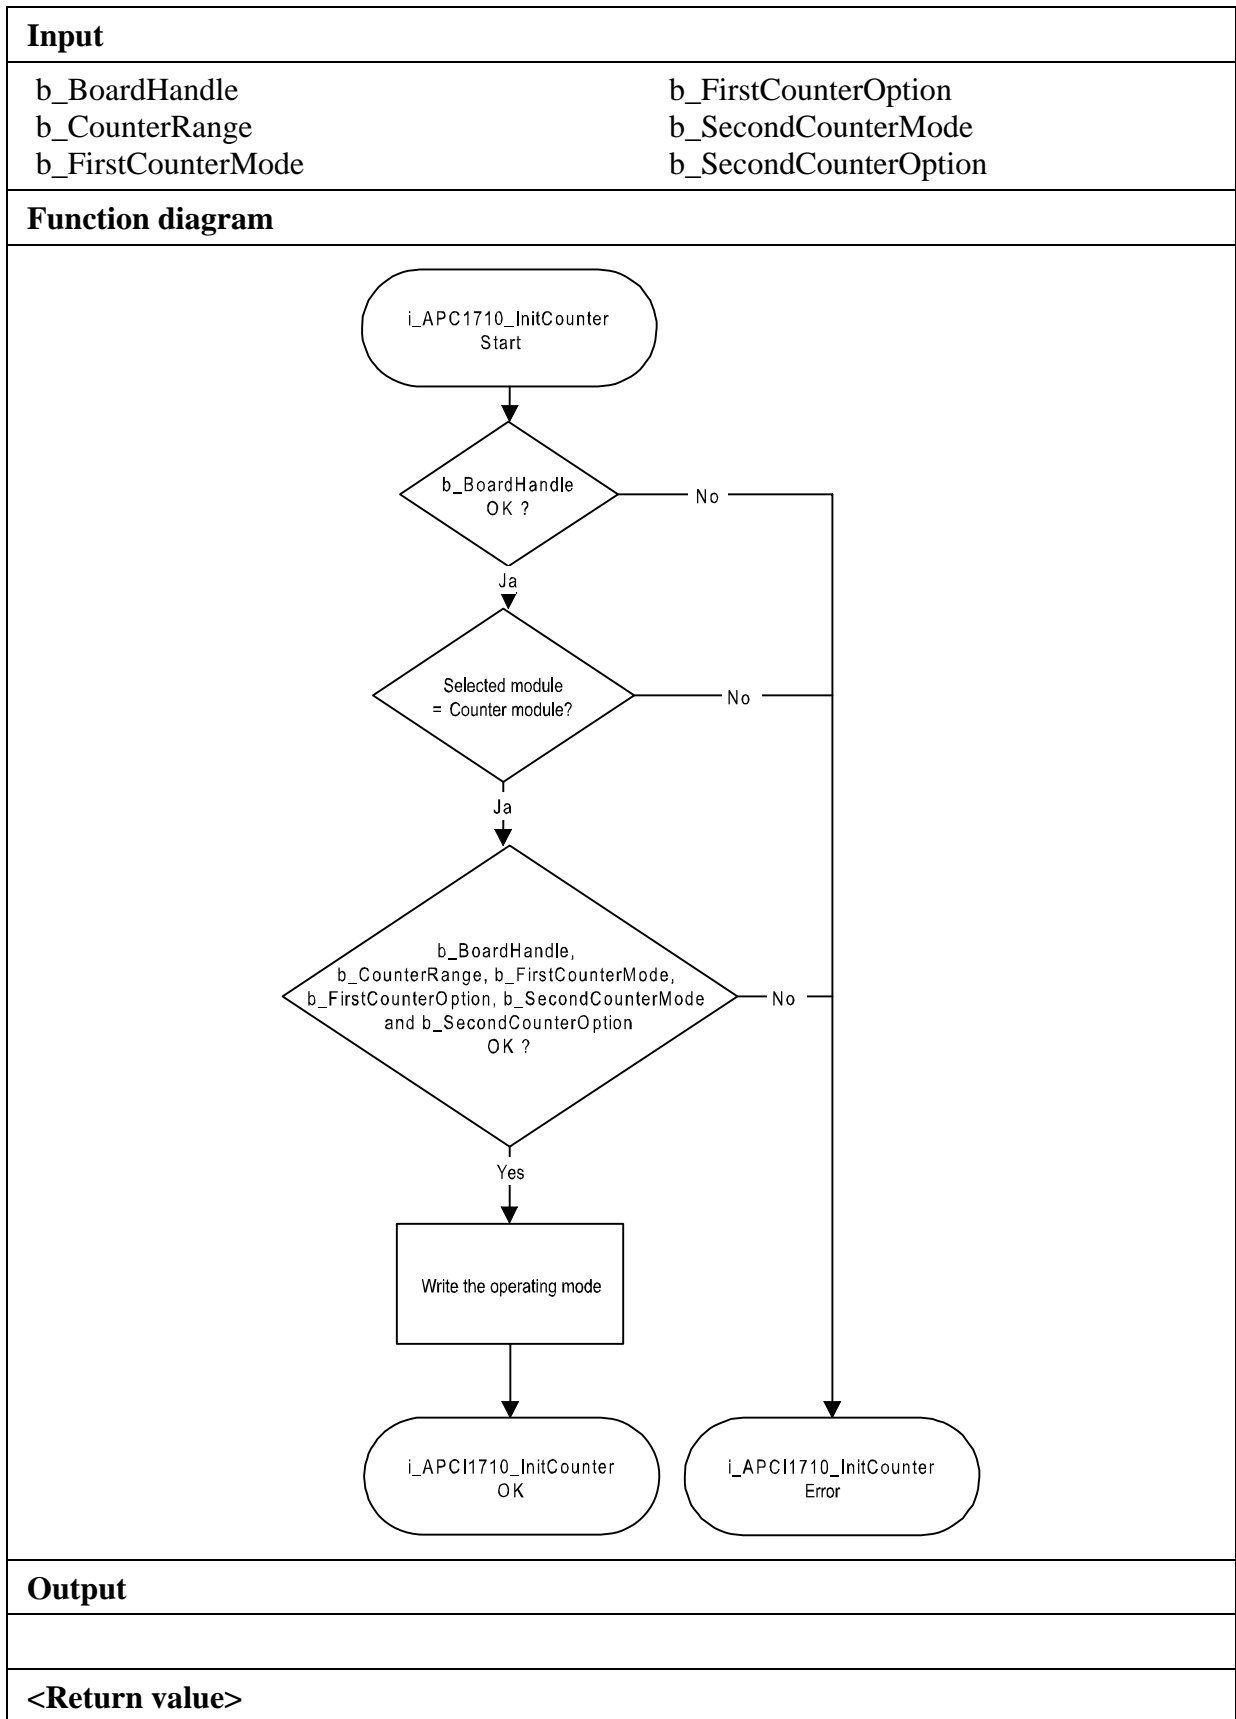 Input
b_BoardHandle
b_CounterRange
b_FirstCounterMode
b_FirstCounterOption
b_SecondCounterMode
b_SecondCounterOption
Function diagram
i_APC1710_InitCounter
Start
b_BoardHandle
OK ?
No
Ja
Selected module
= Counter module?
No
Ja
b_BoardHandle,
b_CounterRange, b_FirstCounterMode,
b_FirstCounterOption, b_SecondCounterMode
and b_SecondCounterOption
OK ?
No
Yes
Write the operating mode
i_APCI1710_InitCounter
OK
i_APCI1710_InitCounter
Error
Output
<Return value>